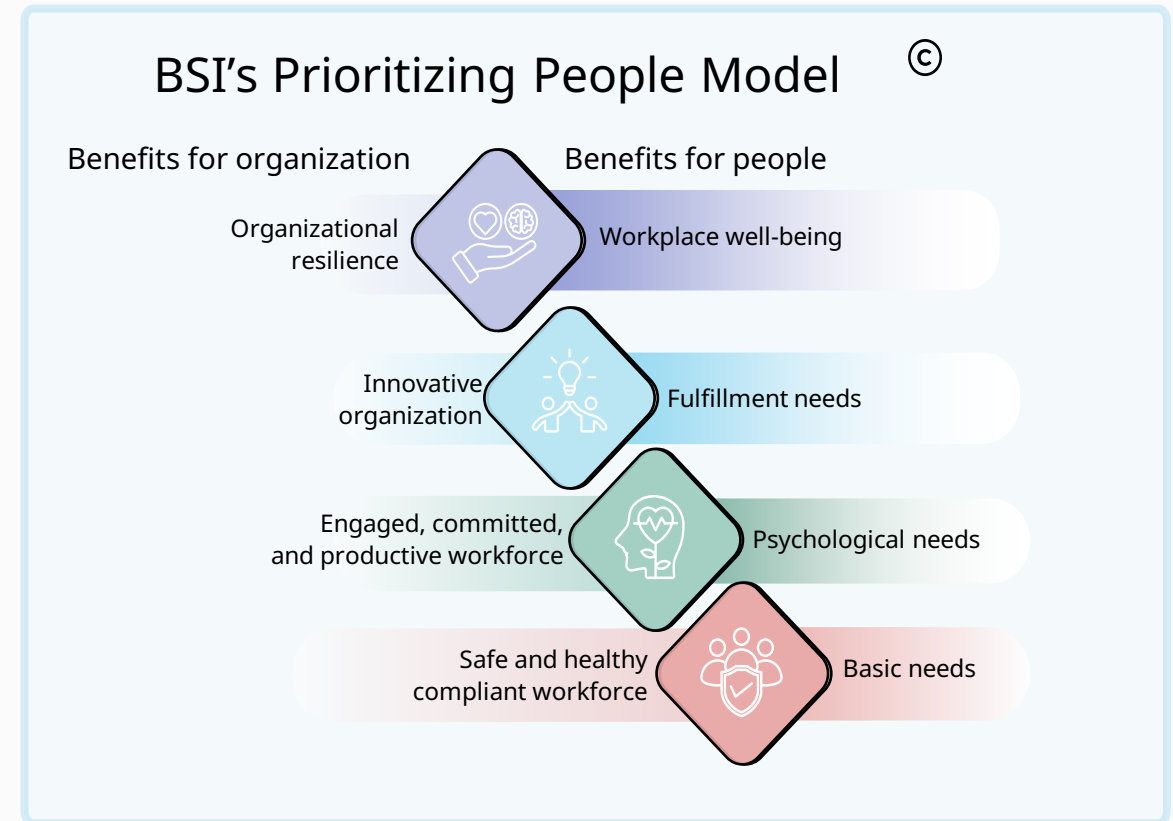 BSI’s Prioritizing People Model ©
Benefits for organization
Benefits for people
Organizational
resilience
Workplace well-being
Innovative
organization
Fulfillment needs
Engaged, committed,
and productive workforce
Psychological needs
Safe and healthy
compliant workforce
Basic needs